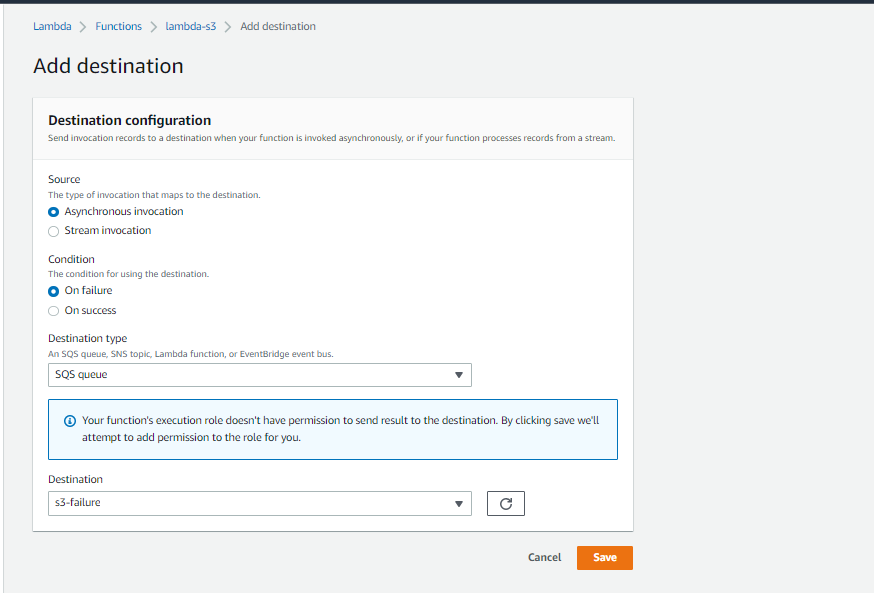 Lambda > Functions > lambda-s3 > Add destination
Add destination
Destination configuration
Send invocation records to a destination when your function is invoked asynchronously, or if your function processes records from a stream.
Source
The type of invocation that maps to the destination.
Asynchronous invocation
Stream invocation
Condition
The condition for using the destination.
On failure
On success
Destination type
An SQS queue, SNS topic, Lambda function, or EventBridge event bus.
SQS queue
Your function's execution role doesn't have permission to send result to the destination. By clicking save we'll
attempt to add permission to the role for you.
Destination
s3-failure
Cancel Save